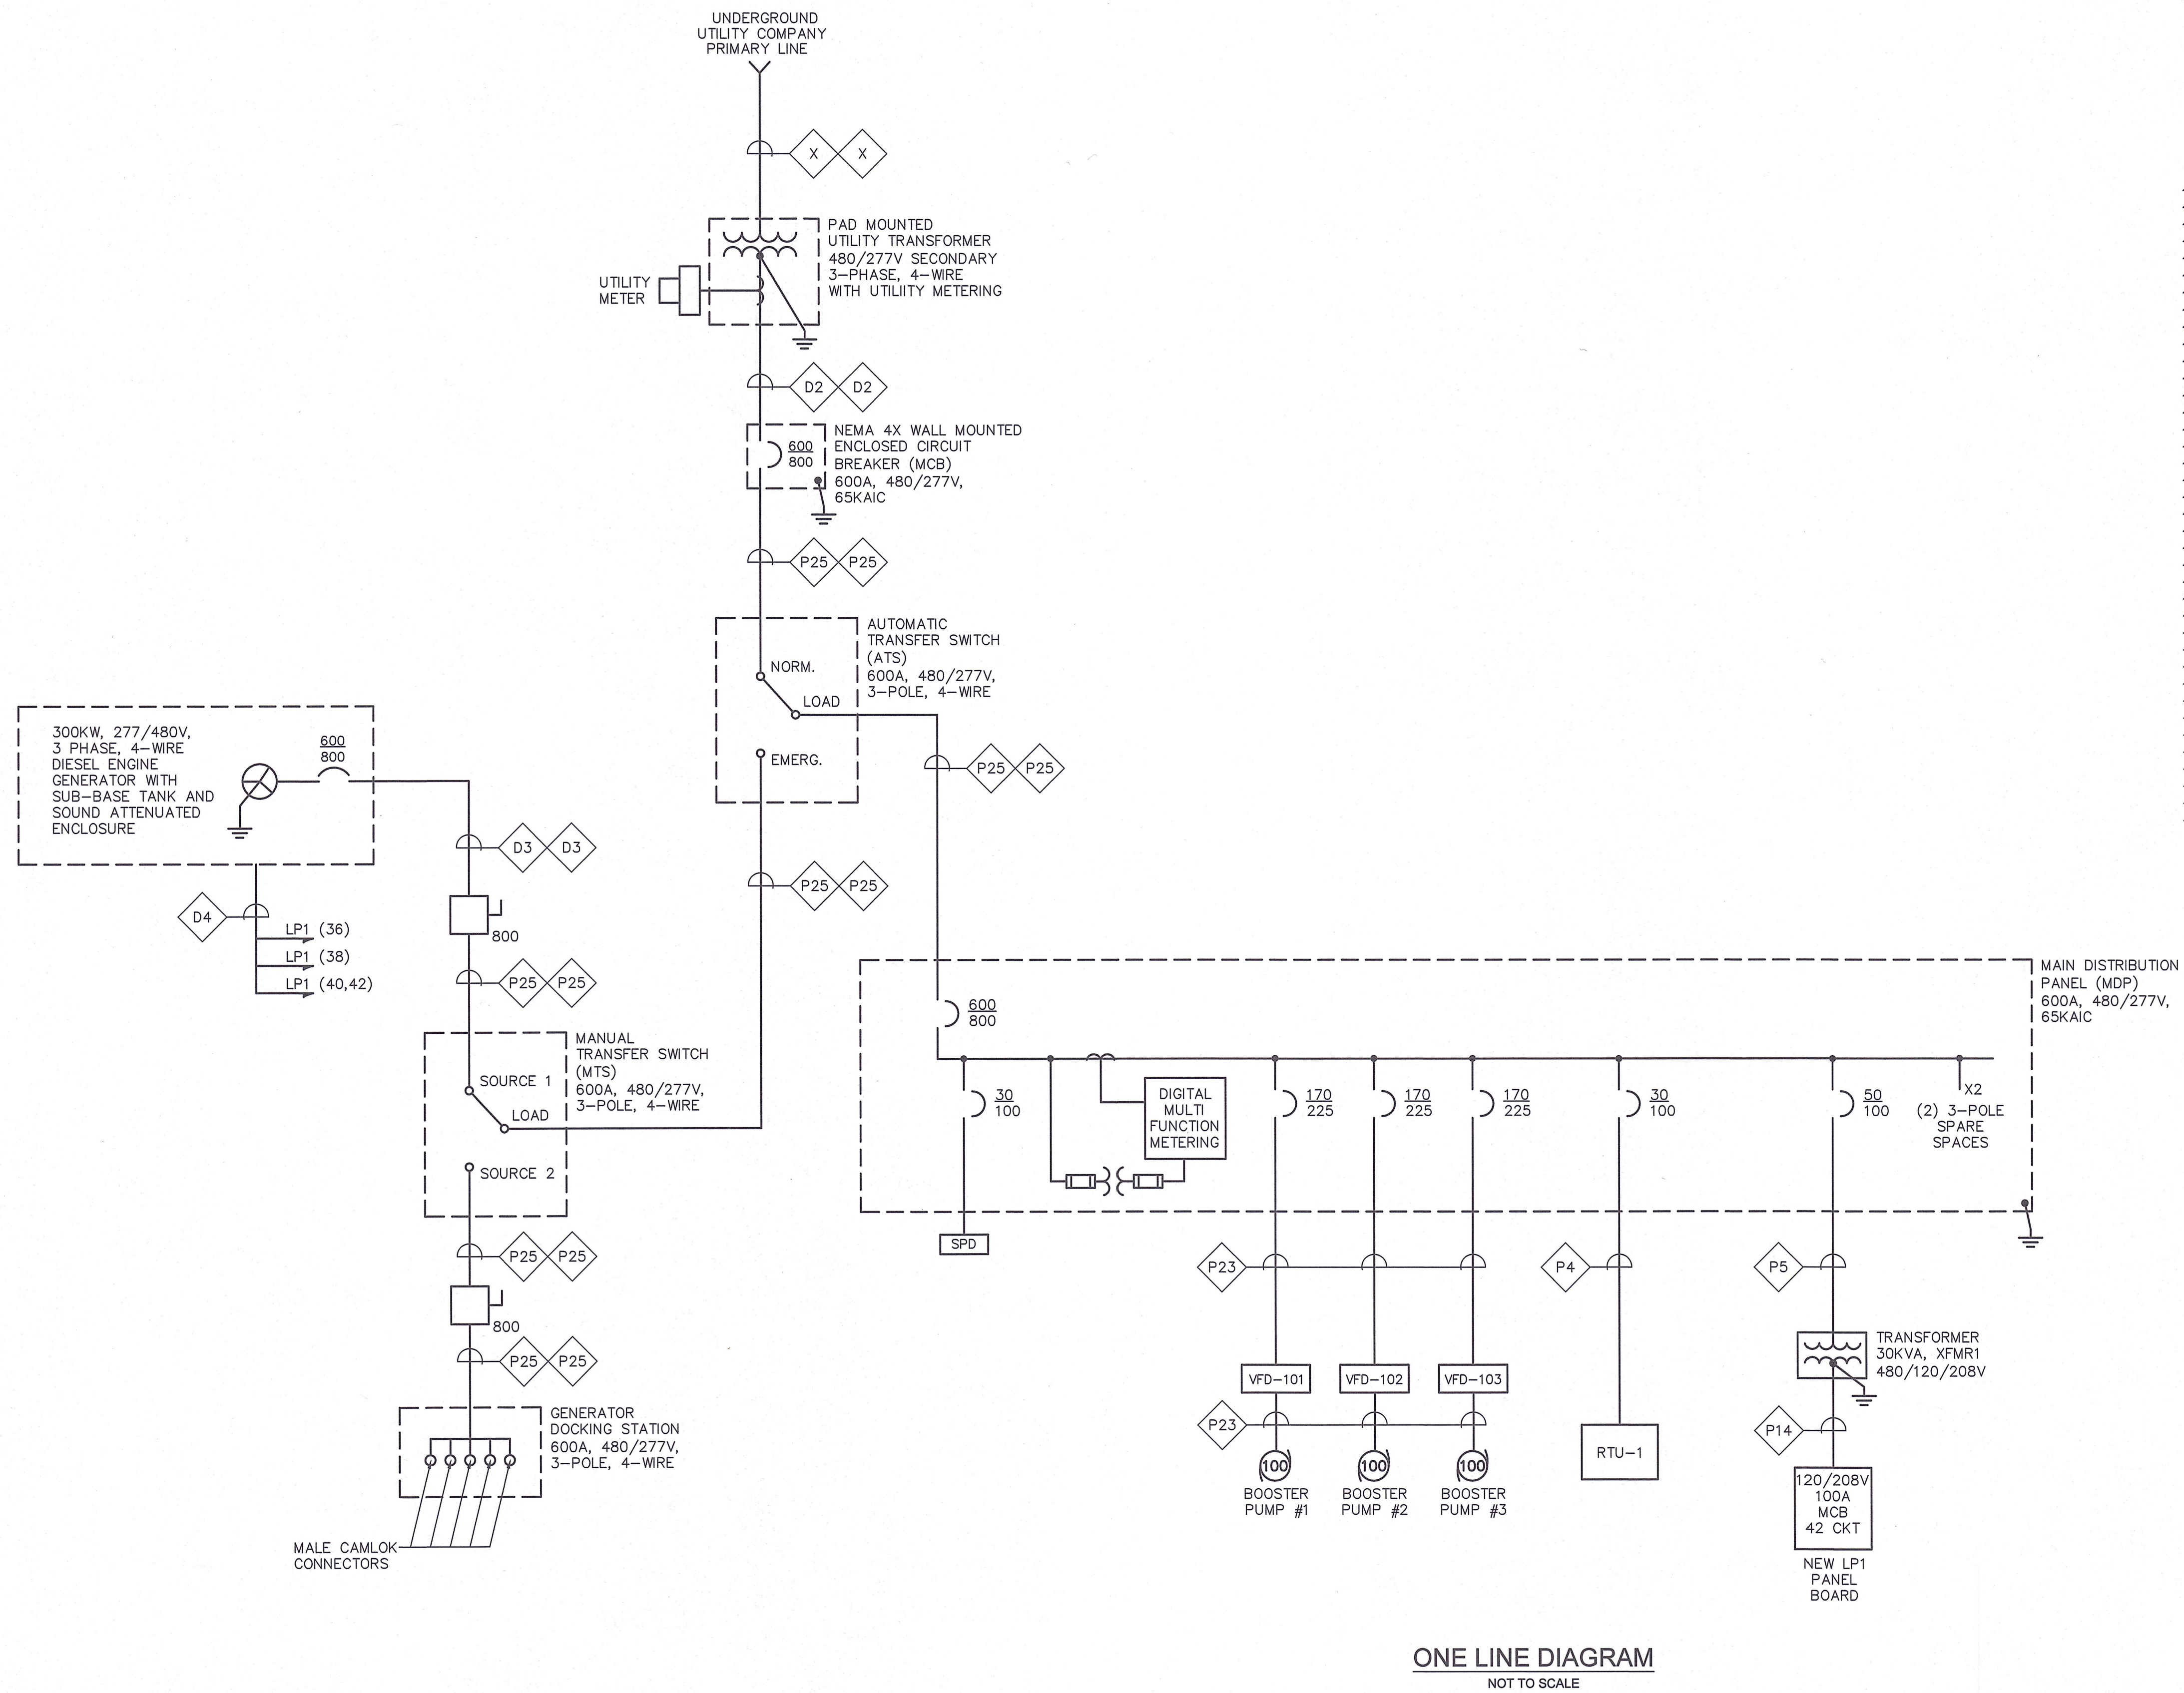 UNDERGROUND
UTILITY COMPANY
PRIMARY LINE
X X
PAD MOUNTED
UTILITY TRANSFORMER
480/277V SECONDARY
3-PHASE, 4-WIRE
WITH UTILIITY METERING
UTILITY
METER
D2 D2
NEMA 4X WALL MOUNTED
ENCLOSED CIRCUIT
BREAKER (MCB)
600A, 480/277V,
65KAIC
600
800
P25 P25
AUTOMATIC
TRANSFER SWITCH
(ATS)
600A, 480/277V,
3-POLE, 4-WIRE
NORM.
LOAD
EMERG.
P25 P25
P25 P25
300KW, 277/480V,
3 PHASE, 4-WIRE
DIESEL ENGINE
GENERATOR WITH
SUB-BASE TANK AND
SOUND ATTENUATED
ENCLOSURE
600
800
D3 D3
D4
LP1 (36)
LP1 (38)
LP1 (40,42)
800
P25 P25
MANUAL
TRANSFER SWITCH
(MTS)
600A, 480/277V,
3-POLE, 4-WIRE
SOURCE 1
LOAD
SOURCE 2
P25 P25
800
P25 P25
GENERATOR
DOCKING STATION
600A, 480/277V,
3-POLE, 4-WIRE
MALE CAMLOK
CONNECTORS
MAIN DISTRIBUTION
PANEL (MDP)
600A, 480/277V,
65KAIC
600
800
30
100
DIGITAL
MULTI
FUNCTION
METERING
170
225
170
225
170
225
30
100
50
100
X2
(2) 3-POLE
SPARE
SPACES
SPD
P23
P4
P5
VFD-101
VFD-102
VFD-103
P23
100
100
100
BOOSTER
PUMP #1
BOOSTER
PUMP #2
BOOSTER
PUMP #3
RTU-1
TRANSFORMER
30KVA, XFMR1
480/120/208V
P14
120/208V
100A
MCB
42 CKT
NEW LP1
PANEL
BOARD
ONE LINE DIAGRAM
NOT TO SCALE